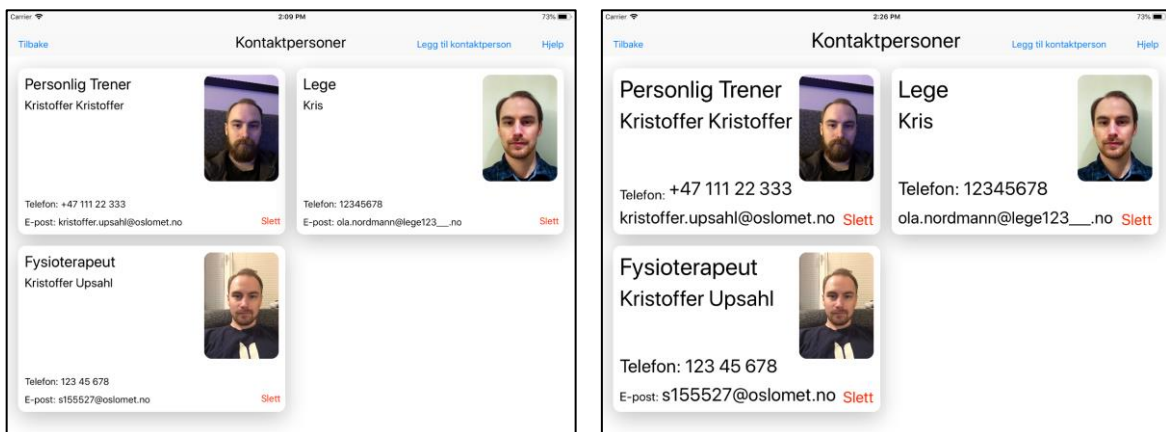 Carrier 2:09 PM 73%
Tilbake Kontaktpersoner Legg til kontaktperson Hjelp
Personlig Trener
Kristoffer Kristoffer
Telefon: +47 111 22 333
E-post: kristoffer.upsahl@oslomet.no Slett
Lege
Kris
Telefon: 12345678
E-post: ola.nordmann@lege123___.no Slett
Fysioterapeut
Kristoffer Upsahl
Telefon: 123 45 678
E-post: s155527@oslomet.no Slett
Carrier 2:26 PM 73%
Tilbake Kontaktpersoner Legg til kontaktperson Hjelp
Personlig Trener
Kristoffer Kristoffer
Telefon: +47 111 22 333
kristoffer.upsahl@oslomet.no Slett
Lege
Kris
Telefon: 12345678
ola.nordmann@lege123___.no Slett
Fysioterapeut
Kristoffer Upsahl
Telefon: 123 45 678
E-post: s155527@oslomet.no Slett